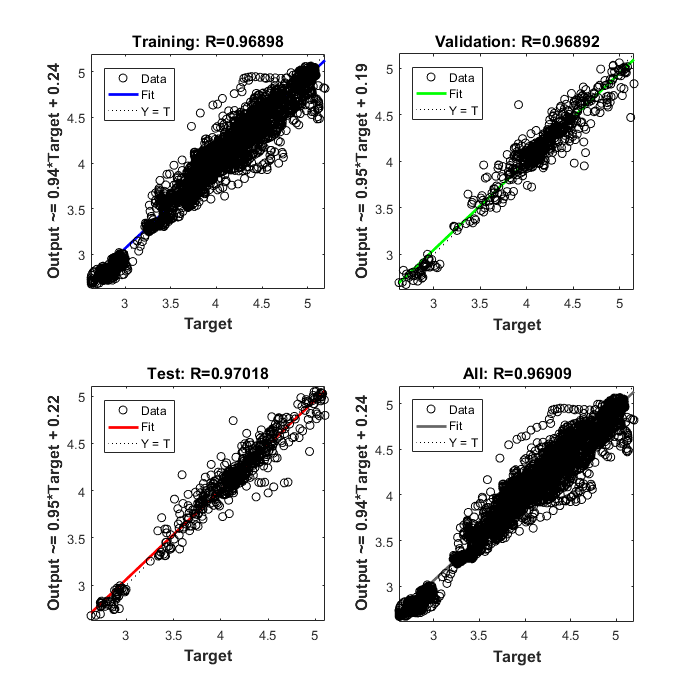 Training: R=0.96898
Output ~= 0.94*Target + 0.24
Data
Fit
Y = T
5
4.5
4
3.5
3
3
3.5
4
4.5
5
Target
Validation: R=0.96892
Output ~= 0.95*Target + 0.19
Data
Fit
Y = T
5
4.5
4
3.5
3
3
3.5
4
4.5
5
Target
Test: R=0.97018
Output ~= 0.95*Target + 0.22
Data
Fit
Y = T
5
4.5
4
3.5
3
3
3.5
4
4.5
5
Target
All: R=0.96909
Output ~= 0.94*Target + 0.24
Data
Fit
Y = T
5
4.5
4
3.5
3
3
3.5
4
4.5
5
Target